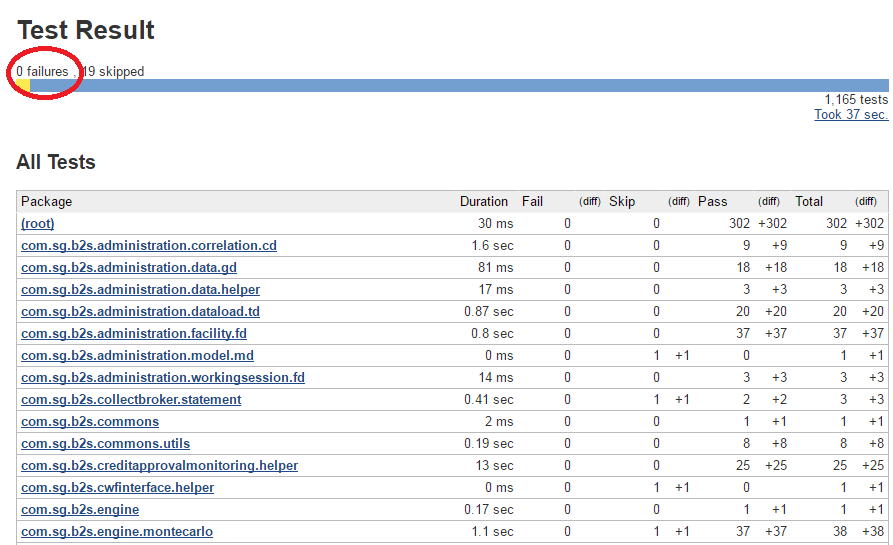 Test Result
0 failures , 19 skipped
1,165 tests
Took 37 sec.
All Tests
Package Duration Fail (diff) Skip (diff) Pass (diff) Total (diff)
(root) 30 ms 0 0 302 +302 302 +302
com.sg.b2s.administration.correlation.cd 1.6 sec 0 0 9 +9 9 +9
com.sg.b2s.administration.data.gd 81 ms 0 0 18 +18 18 +18
com.sg.b2s.administration.data.helper 17 ms 0 0 3 +3 3 +3
com.sg.b2s.administration.dataload.td 0.87 sec 0 0 20 +20 20 +20
com.sg.b2s.administration.facility.fd 0.8 sec 0 0 37 +37 37 +37
com.sg.b2s.administration.model.md 0 ms 0 1 +1 0 1 +1
com.sg.b2s.administration.workingsession.fd 14 ms 0 0 3 +3 3 +3
com.sg.b2s.collectbroker.statement 0.41 sec 0 1 +1 2 +2 3 +3
com.sg.b2s.commons 2 ms 0 0 1 +1 1 +1
com.sg.b2s.commons.utils 0.19 sec 0 0 8 +8 8 +8
com.sg.b2s.creditapprovalmonitoring.helper 13 sec 0 0 25 +25 25 +25
com.sg.b2s.cwfinterface.helper 0 ms 0 1 +1 0 1 +1
com.sg.b2s.engine 0.17 sec 0 0 1 +1 1 +1
com.sg.b2s.engine.montecarlo 1.1 sec 0 1 +1 37 +37 38 +38